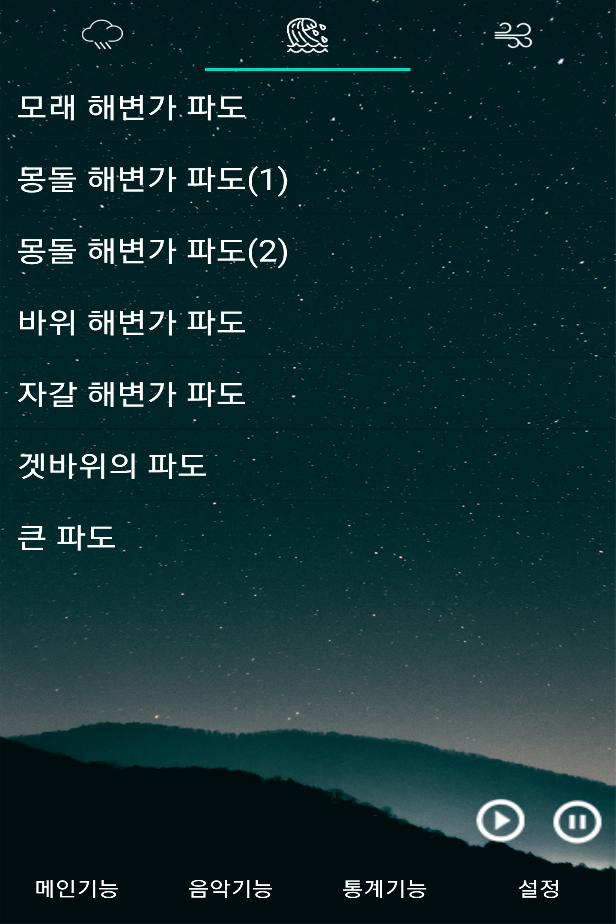 모래 해변가 파도
몽돌 해변가 파도(1)
몽돌 해변가 파도(2)
바위 해변가 파도
자갈 해변가 파도
겟바위의 파도
큰 파도
메인기능 음악기능 통계기능 설정